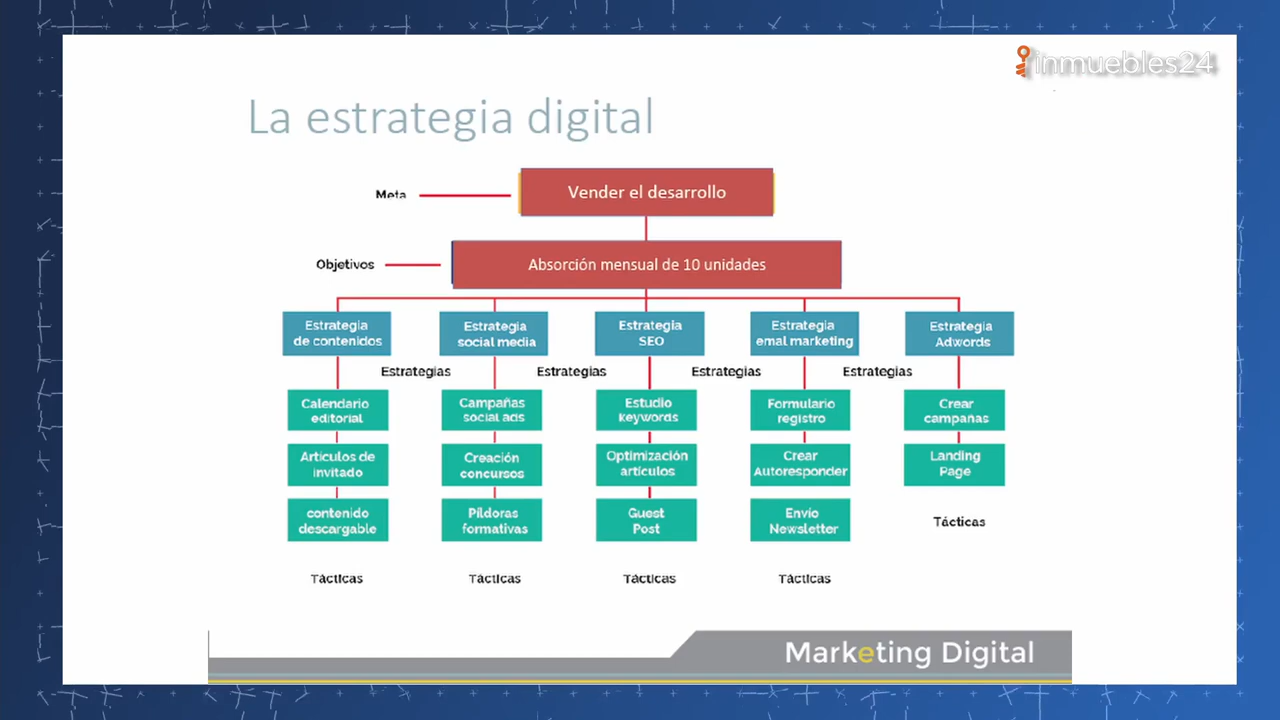 inmuebles24
La estrategia digital
Meta
Vender el desarrollo
Objetivos
Absorción mensual de 10 unidades
Estrategia
de contenidos
Estrategia
social media
Estrategia
SEO
Estrategia
emal marketing
Estrategia
Adwords
Estrategias
Estrategias
Estrategias
Estrategias
Calendario
editorial
Campañas
social ads
Estudio
keywords
Formulario
registro
Crear
campañas
Artículos de
invitado
Creación
concursos
Optimización
artículos
Crear
Autoresponder
Landing
Page
contenido
descargable
Píldoras
formativas
Guest
Post
Envío
Newsletter
Tácticas
Tácticas
Tácticas
Tácticas
Tácticas
Marketing Digital